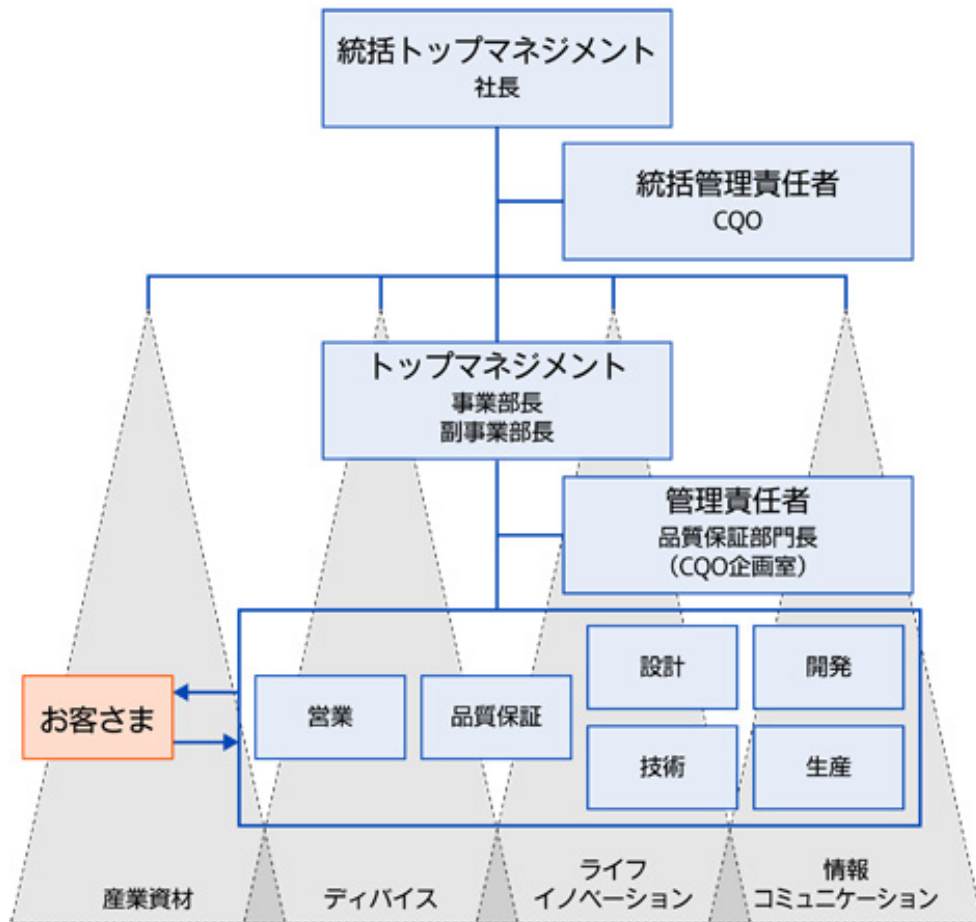 統括トップマネジメント
社長
統括管理責任者
CQO
トップマネジメント
事業部長
副事業部長
管理責任者
品質保証部門長
（CQO企画室）
お客さま
営業
品質保証
設計
開発
技術
生産
産業資材
ディバイス
ライフ
イノベーション
情報
コミュニケーション